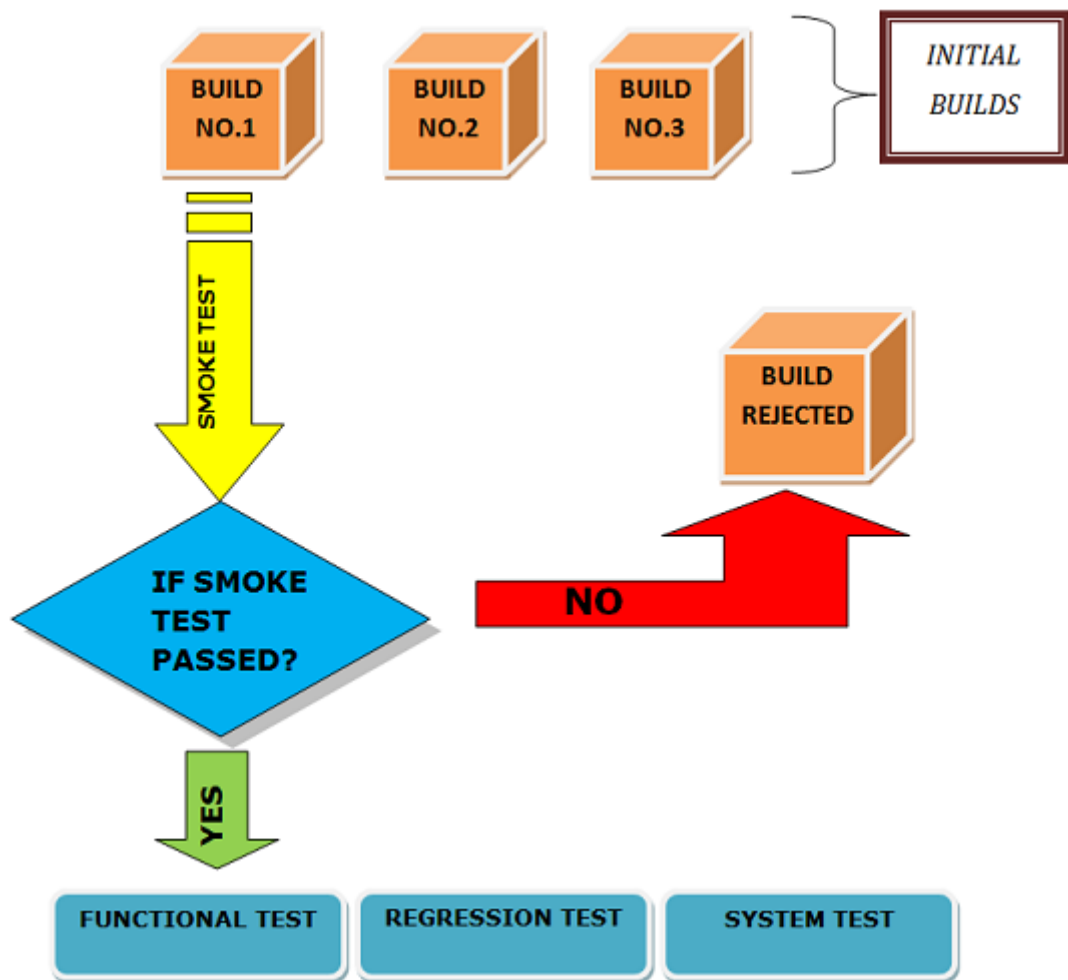 BUILD
NO.1
BUILD
NO.2
BUILD
NO.3
INITIAL
BUILDS
SMOKE TEST
BUILD
REJECTED
IF SMOKE
TEST
PASSED?
NO
YES
FUNCTIONAL TEST
REGRESSION TEST
SYSTEM TEST